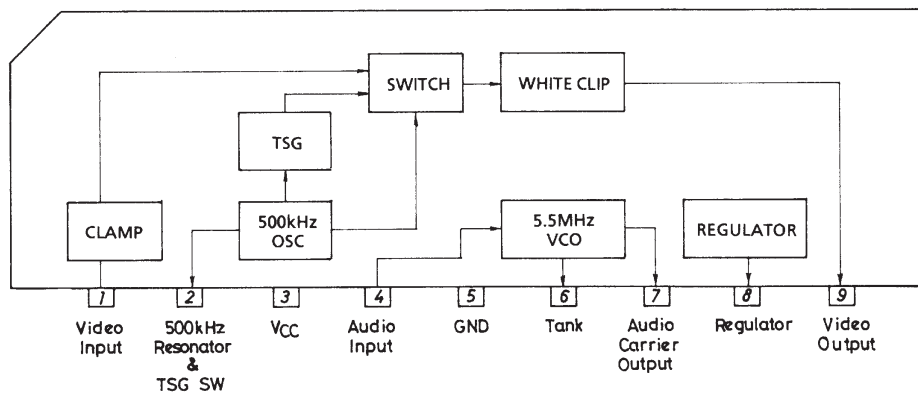 SWITCH
WHITE CLIP
TSG
CLAMP
500kHz
OSC
5.5MHz
VCO
REGULATOR
1
2
3
4
5
6
7
8
9
Video
Input
500kHz
Resonator
&
TSG SW
VCC
Audio
Input
GND
Tank
Audio
Carrier
Output
Regulator
Video
Output